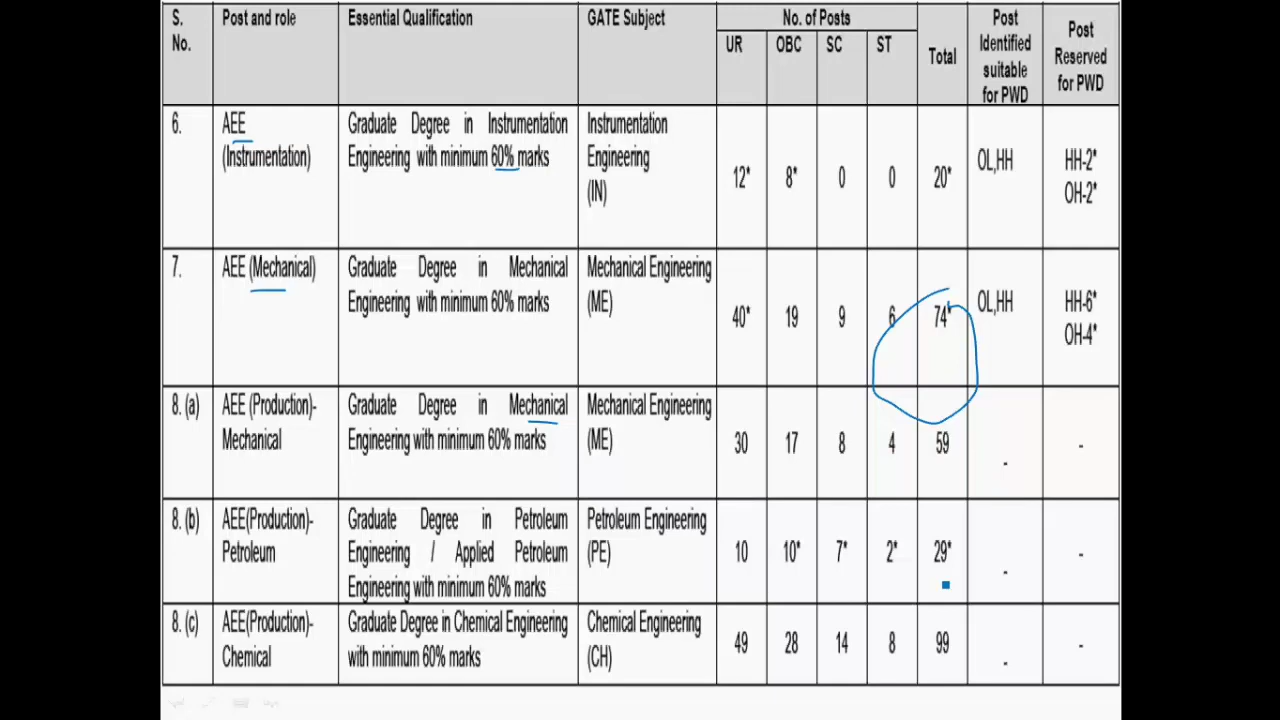 S. No. Post and role Essential Qualification GATE Subject No. of Posts Total Post Identified suitable for PWD Post Reserved for PWD
UR OBC SC ST
6. AEE Graduate Degree in Instrumentation Instrumentation
(Instrumentation) Engineering with minimum 60% marks Engineering
(IN)
12* 8* 0 0 20* OL,HH HH-2*
OH-2*
7. AEE (Mechanical) Graduate Degree in Mechanical Mechanical Engineering
Engineering with minimum 60% marks (ME)
40* 19 9 6 74* OL,HH HH-6*
OH-4*
8. (a) AEE (Production)- Graduate Degree in Mechanical Mechanical Engineering
Mechanical Engineering with minimum 60% marks (ME)
30 17 8 4 59 - -
8. (b) AEE(Production)- Graduate Degree in Petroleum Petroleum Engineering
Petroleum Engineering / Applied Petroleum (PE)
Engineering with minimum 60% marks
10 10* 7* 2* 29* - -
8. (c) AEE(Production)- Graduate Degree in Chemical Engineering Chemical Engineering
Chemical with minimum 60% marks (CH)
49 28 14 8 99 - -